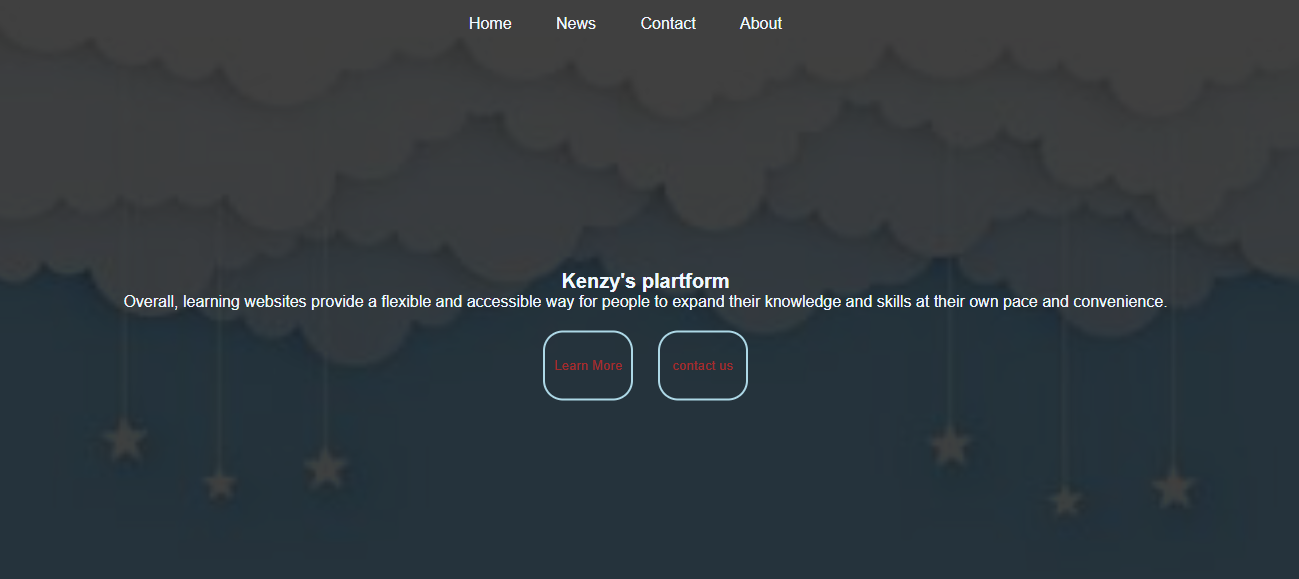 Home News Contact About
Kenzy's plartform
Overall, learning websites provide a flexible and accessible way for people to expand their knowledge and skills at their own pace and convenience.
Learn More contact us